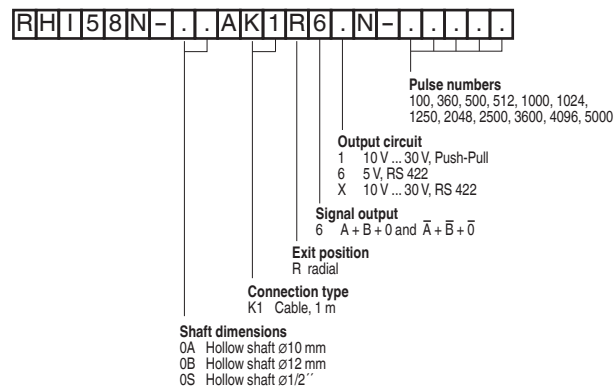 RHI58N-..AK1R6.N-.....
Pulse numbers
100, 360, 500, 512, 1000, 1024,
1250, 2048, 2500, 3600, 4096, 5000
Output circuit
1 10 V ... 30 V, Push-Pull
6 5 V, RS 422
X 10 V ... 30 V, RS 422
Signal output
6 A + B + 0 and A̅ + B̅ + 0̅
Exit position
R radial
Connection type
K1 Cable, 1 m
Shaft dimensions
0A Hollow shaft Ø10 mm
0B Hollow shaft Ø12 mm
0S Hollow shaft Ø1/2´´